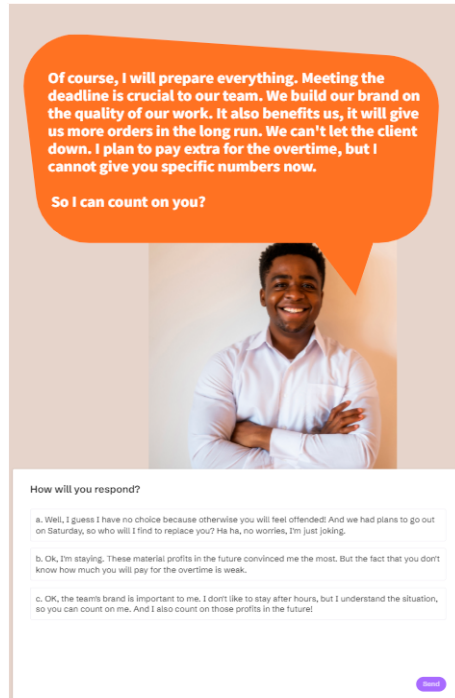 Of course, I will prepare everything. Meeting the
deadline is crucial to our team. We build our brand on
the quality of our work. It also benefits us, it will give
us more orders in the long run. We can't let the client
down. I plan to pay extra for the overtime, but I
cannot give you specific numbers now.
So I can count on you?
How will you respond?
a. Well, I guess I have no choice because otherwise you will feel offended! And we had plans to go out
on Saturday, so who will I find to replace you? Ha ha, no worries, I'm just joking.
b. Ok, I'm staying. These material profits in the future convinced me the most. But the fact that you don't
know how much you will pay for the overtime is weak.
c. OK, the team's brand is important to me. I don't like to stay after hours, but I understand the situation,
so you can count on me. And I also count on those profits in the future!
Send